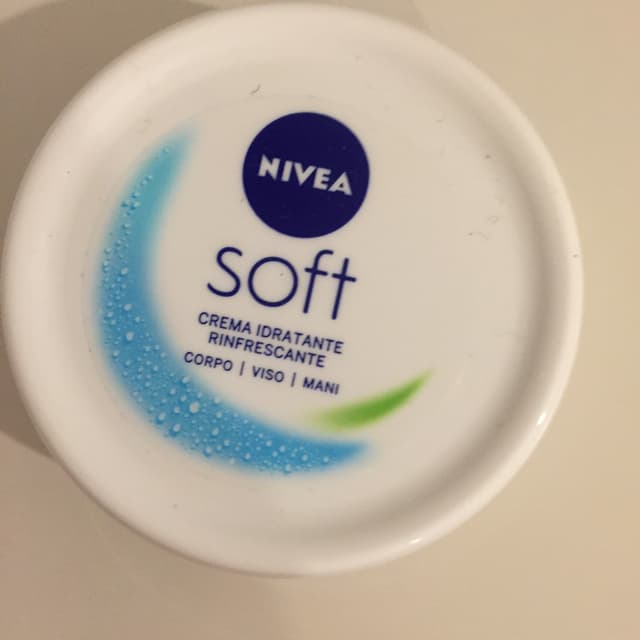 NIVEA
soft
CREMA IDRATANTE
RINFRESCANTE
CORPO | VISO | MANI